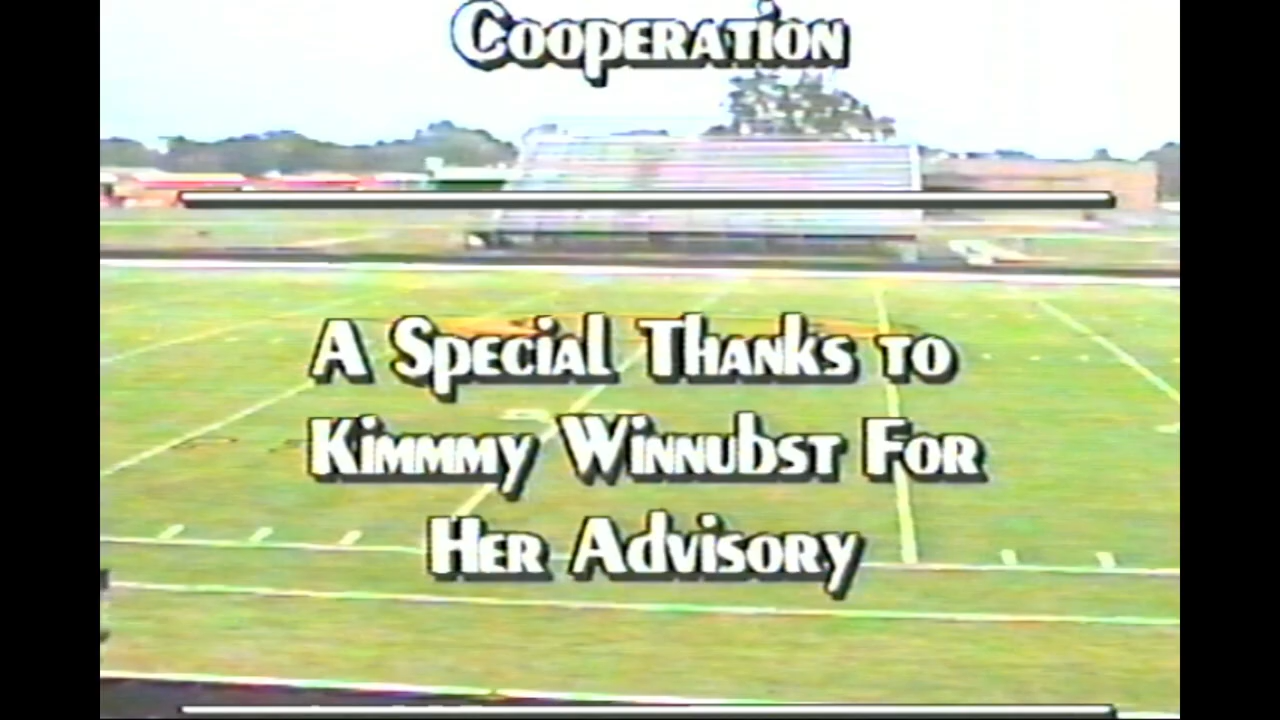 Cooperation
A Special Thanks to
Kimmmy Winnubst For
Her Advisory